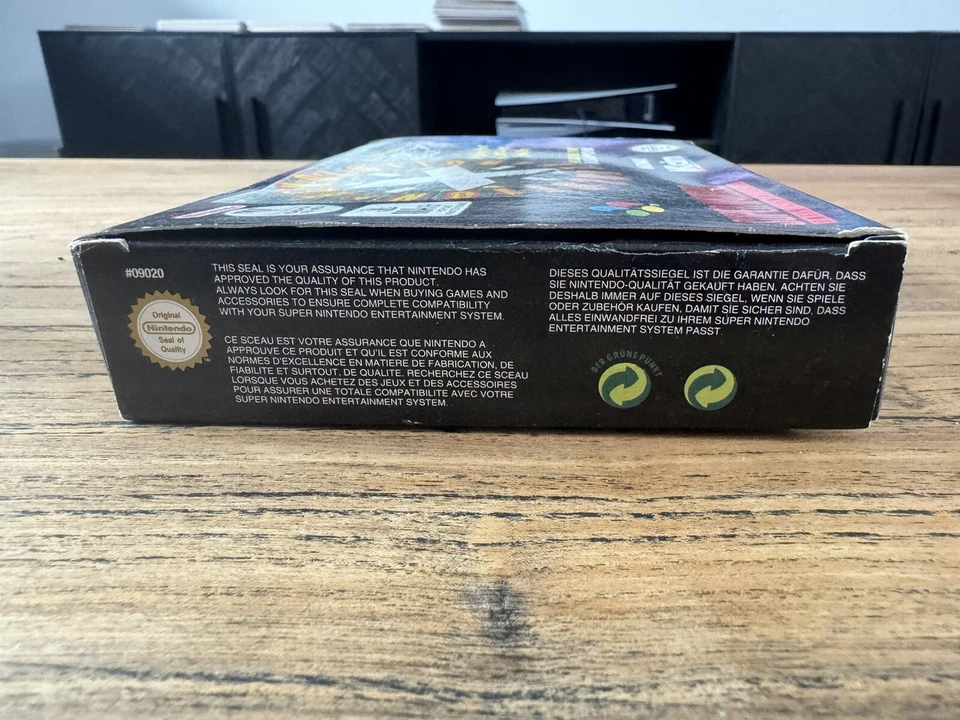 #09020
Original
Nintendo
Seal of
Quality
THIS SEAL IS YOUR ASSURANCE THAT NINTENDO HAS
APPROVED THE QUALITY OF THIS PRODUCT.
ALWAYS LOOK FOR THIS SEAL WHEN BUYING GAMES AND
ACCESSORIES TO ENSURE COMPLETE COMPATIBILITY
WITH YOUR SUPER NINTENDO ENTERTAINMENT SYSTEM.
CE SCEAU EST VOTRE ASSURANCE QUE NINTENDO A
APPROUVE CE PRODUIT ET QU'IL EST CONFORME AUX
NORMES D'EXCELLENCE EN MATIERE DE FABRICATION, DE
FIABILITE ET SURTOUT, DE QUALITE. RECHERCHEZ CE SCEAU
LORSQUE VOUS ACHETEZ DES JEUX ET DES ACCESSOIRES
POUR ASSURER UNE TOTALE COMPATIBILITE AVEC VOTRE
SUPER NINTENDO ENTERTAINMENT SYSTEM.
DIESES QUALITÄTSSIEGEL IST DIE GARANTIE DAFÜR, DASS
SIE NINTENDO-QUALITÄT GEKAUFT HABEN. ACHTEN SIE
DESHALB IMMER AUF DIESES SIEGEL, WENN SIE SPIELE
ODER ZUBEHÖR KAUFEN, DAMIT SIE SICHER SIND, DASS
ALLES EINWANDFREI ZU IHREM SUPER NINTENDO
ENTERTAINMENT SYSTEM PASST.
DER GRÜNE PUNKT